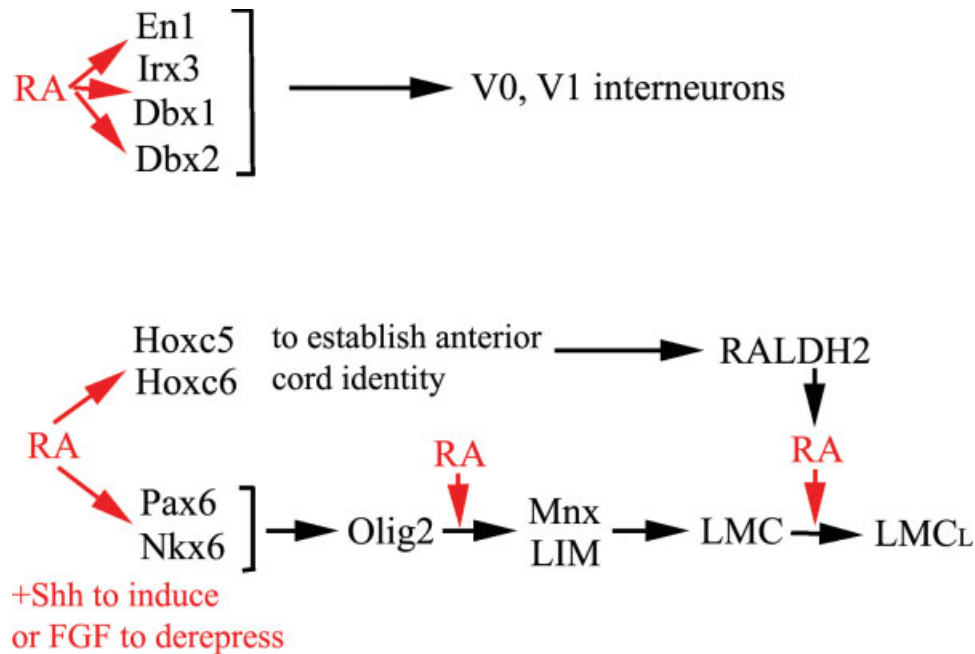 En1
Irx3
RA
Dbx1
Dbx2
V0, V1 interneurons
Hoxc5 to establish anterior
Hoxc6 cord identity
RALDH2
RA
RA
RA
Pax6
Nkx6
Olig2
Mnx
LIM
LMC
LMCL
+Shh to induce
or FGF to derepress